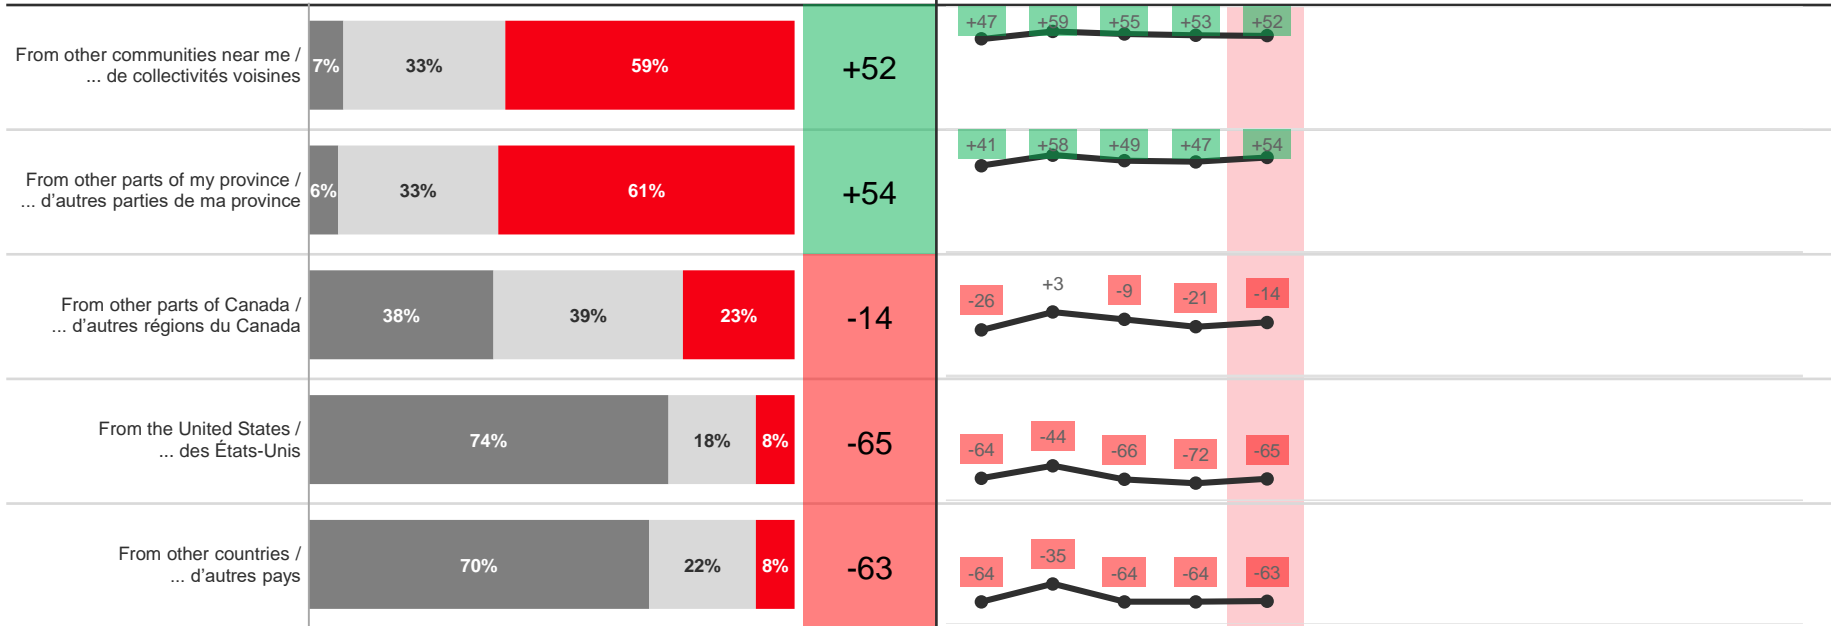 From other communities near me /
... de collectivités voisines
7% 33% 59% +52
+47 +59 +55 +53 +52
From other parts of my province /
... d'autres parties de ma province
6% 33% 61% +54
+41 +58 +49 +47 +54
From other parts of Canada /
... d'autres régions du Canada
38% 39% 23% -14
-26 +3 -9 -21 -14
From the United States /
... des États-Unis
74% 18% 8% -65
-64 -44 -66 -72 -65
From other countries /
... d'autres pays
70% 22% 8% -63
-64 -35 -64 -64 -63